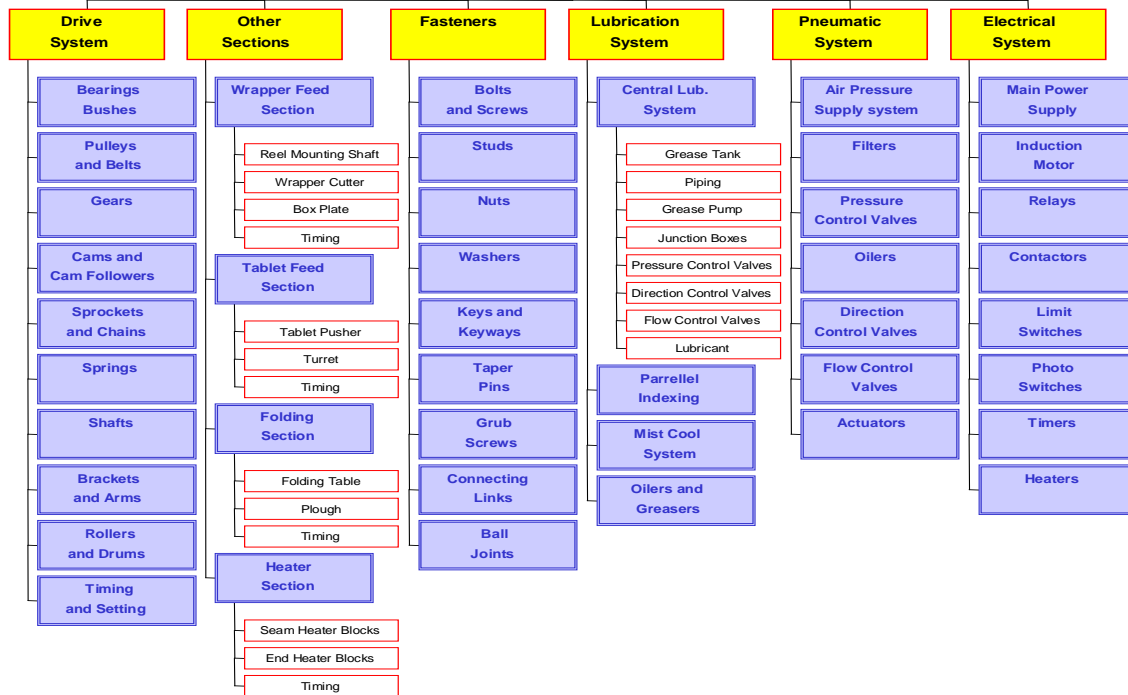 Drive
System
Bearings
Bushes
Pulleys
and Belts
Gears
Cams and
Cam Followers
Sprockets
and Chains
Springs
Shafts
Brackets
and Arms
Rollers
and Drums
Timing
and Setting
Other
Sections
Wrapper Feed
Section
Reel Mounting Shaft
Wrapper Cutter
Box Plate
Timing
Tablet Feed
Section
Tablet Pusher
Turret
Timing
Folding
Section
Folding Table
Plough
Timing
Heater
Section
Seam Heater Blocks
End Heater Blocks
Timing
Fasteners
Bolts
and Screws
Studs
Nuts
Washers
Keys and
Keyways
Taper
Pins
Grub
Screws
Connecting
Links
Ball
Joints
Lubrication
System
Central Lub.
System
Grease Tank
Piping
Grease Pump
Junction Boxes
Pressure Control Valves
Direction Control Valves
Flow Control Valves
Lubricant
Parrellel
Indexing
Mist Cool
System
Oilers and
Greasers
Pneumatic
System
Air Pressure
Supply system
Filters
Pressure
Control Valves
Oilers
Direction
Control Valves
Flow Control
Valves
Actuators
Electrical
System
Main Power
Supply
Induction
Motor
Relays
Contactors
Limit
Switches
Photo
Switches
Timers
Heaters